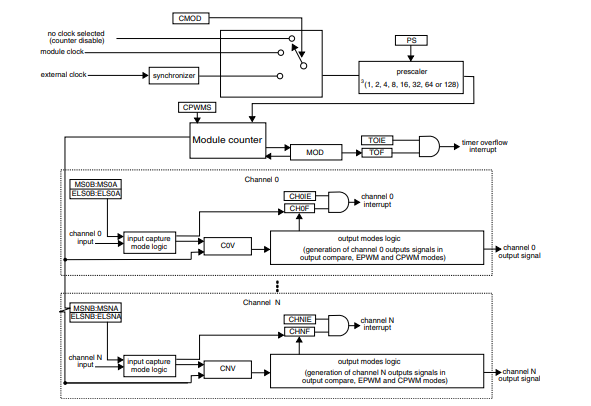 CMOD
no clock selected
(counter disable)
module clock
external clock
synchronizer
PS
prescaler
3(1, 2, 4, 8, 16, 32, 64 or 128)
CPWMS
Module counter
MOD
TOIE
TOF
timer overflow
interrupt
Channel 0
MS0B:MS0A
ELS0B:ELS0A
CH0IE
CH0F
channel 0
interrupt
channel 0
input
input capture
mode logic
C0V
output modes logic
(generation of channel 0 outputs signals in
output compare, EPWM and CPWM modes)
channel 0
output signal
Channel N
MSNB:MSNA
ELSNB:ELSNA
CHNIE
CHNF
channel N
interrupt
channel N
input
input capture
mode logic
CNV
output modes logic
(generation of channel N outputs signals in
output compare, EPWM and CPWM modes)
channel N
output signal